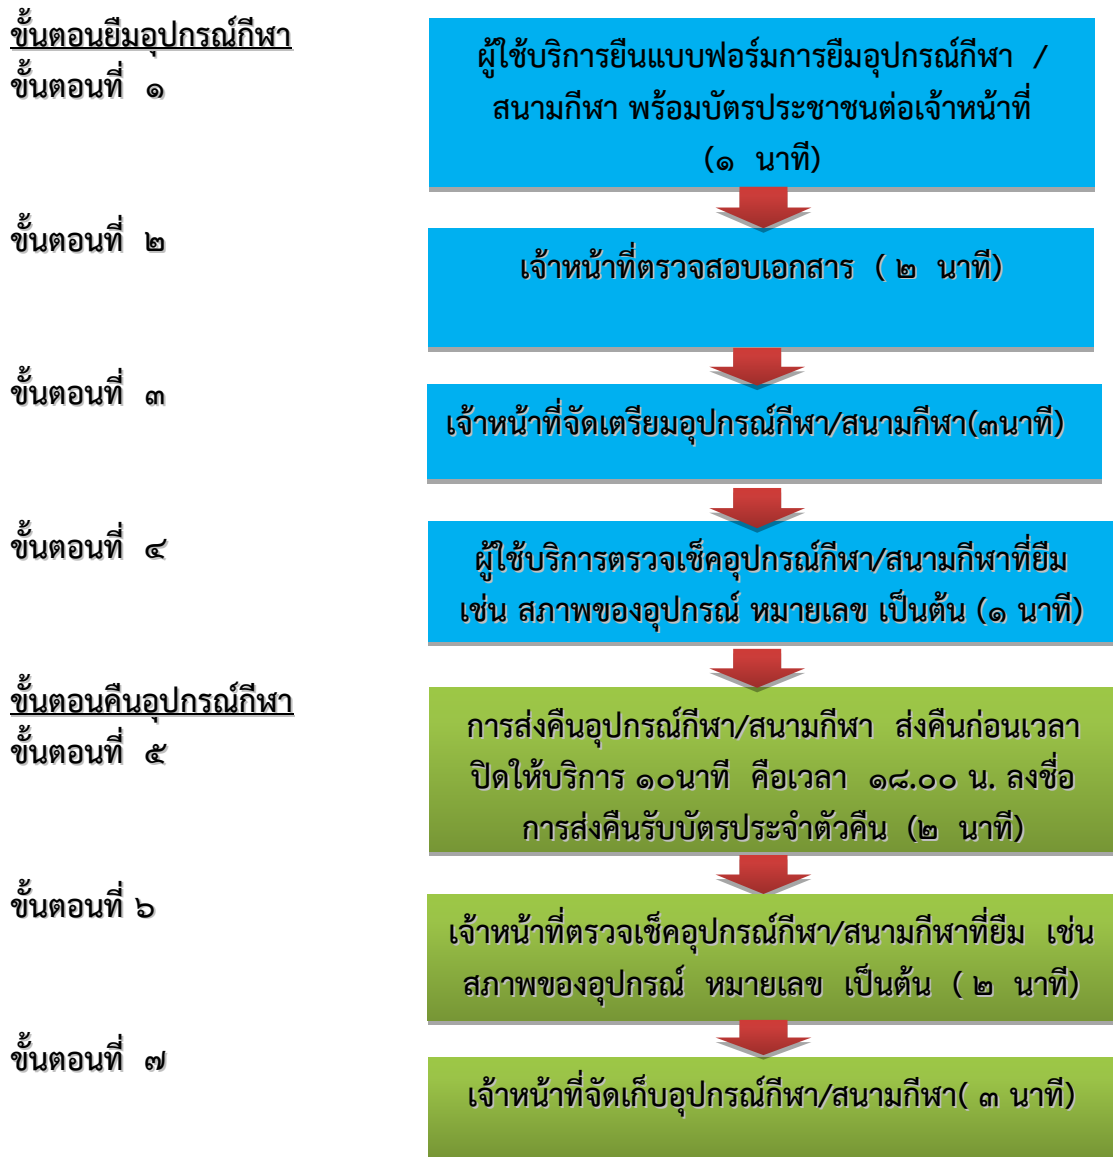 ขั้นตอนยืมอุปกรณ์กีฬา
ขั้นตอนที่ ๑
ผู้ใช้บริการยืนแบบฟอร์มการยืมอุปกรณ์กีฬา /
สนามกีฬา พร้อมบัตรประชาชนต่อเจ้าหน้าที่
(๑ นาที)
ขั้นตอนที่ ๒
เจ้าหน้าที่ตรวจสอบเอกสาร ( ๒ นาที)
ขั้นตอนที่ ๓
เจ้าหน้าที่จัดเตรียมอุปกรณ์กีฬา/สนามกีฬา(๓นาที)
ขั้นตอนที่ ๔
ผู้ใช้บริการตรวจเช็คอุปกรณ์กีฬา/สนามกีฬาที่ยืม
เช่น สภาพของอุปกรณ์ หมายเลข เป็นต้น (๑ นาที)
ขั้นตอนคืนอุปกรณ์กีฬา
ขั้นตอนที่ ๕
การส่งคืนอุปกรณ์กีฬา/สนามกีฬา ส่งคืนก่อนเวลา
ปิดให้บริการ ๑๐นาที คือเวลา ๑๘.๐๐ น. ลงชื่อ
การส่งคืนรับบัตรประจำตัวคืน (๒ นาที)
ขั้นตอนที่ ๖
เจ้าหน้าที่ตรวจเช็คอุปกรณ์กีฬา/สนามกีฬาที่ยืม เช่น
สภาพของอุปกรณ์ หมายเลข เป็นต้น ( ๒ นาที)
ขั้นตอนที่ ๗
เจ้าหน้าที่จัดเก็บอุปกรณ์กีฬา/สนามกีฬา( ๓ นาที)